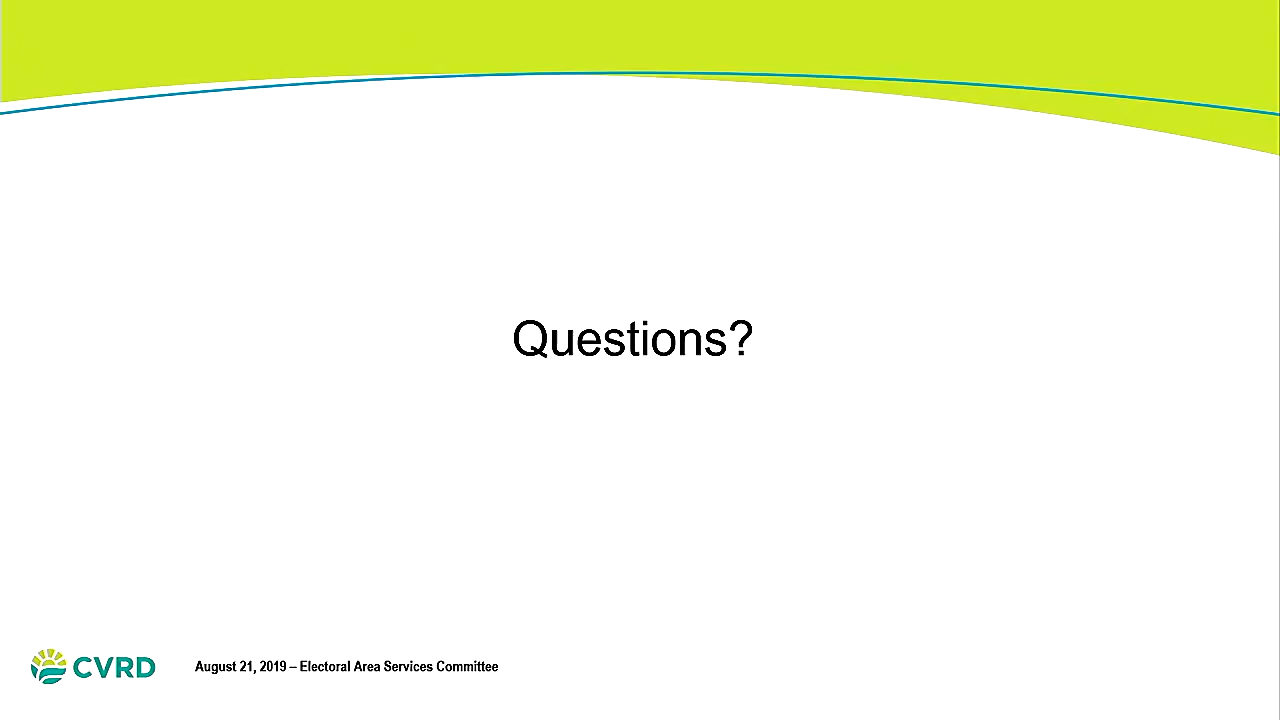 Questions?
CVRD
August 21, 2019 – Electoral Area Services Committee